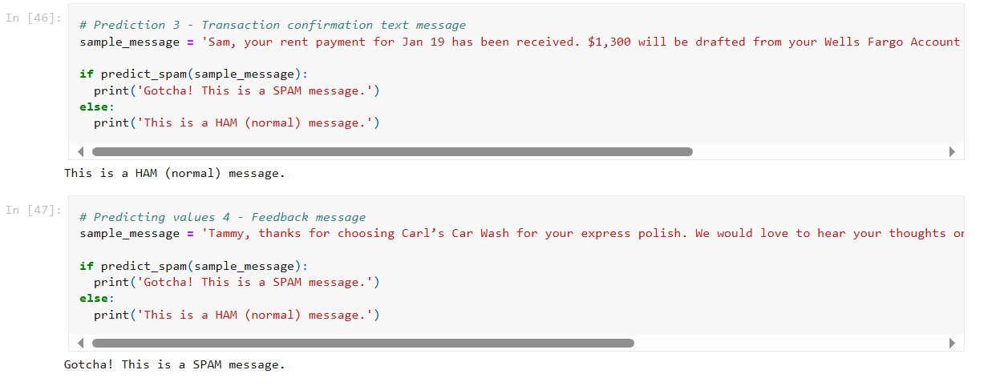 In [46]:
# Prediction 3 - Transaction confirmation text message
sample_message = 'Sam, your rent payment for Jan 19 has been received. $1,300 will be drafted from your Wells Fargo Account
if predict_spam(sample_message):
  print('Gotcha! This is a SPAM message.')
else:
  print('This is a HAM (normal) message.')
This is a HAM (normal) message.
In [47]:
# Predicting values 4 - Feedback message
sample_message = 'Tammy, thanks for choosing Carl’s Car Wash for your express polish. We would love to hear your thoughts
if predict_spam(sample_message):
  print('Gotcha! This is a SPAM message.')
else:
  print('This is a HAM (normal) message.')
Gotcha! This is a SPAM message.